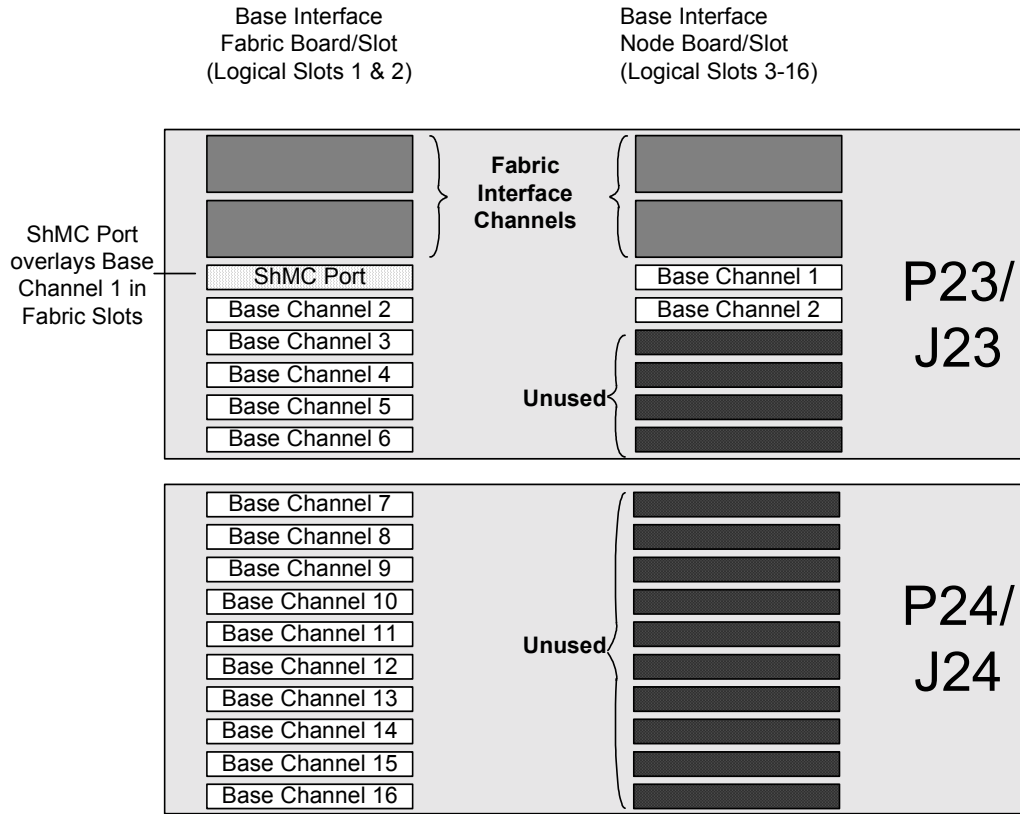 Base Interface
Fabric Board/Slot
(Logical Slots 1 & 2)
Base Interface
Node Board/Slot
(Logical Slots 3-16)
Fabric
Interface
Channels
ShMC Port
overlays Base
Channel 1 in
Fabric Slots
ShMC Port
Base Channel 2
Base Channel 3
Base Channel 4
Base Channel 5
Base Channel 6
Base Channel 1
Base Channel 2
Unused
P23/
J23
Base Channel 7
Base Channel 8
Base Channel 9
Base Channel 10
Base Channel 11
Base Channel 12
Base Channel 13
Base Channel 14
Base Channel 15
Base Channel 16
Unused
P24/
J24